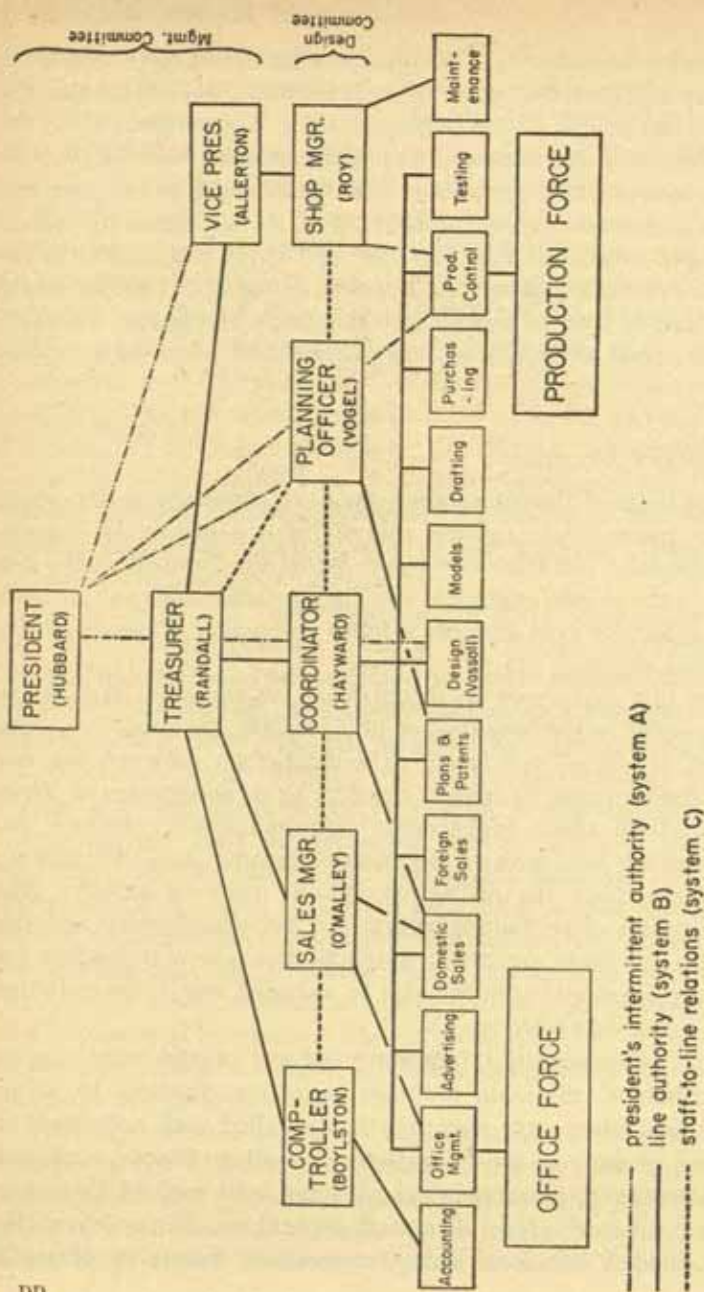 PRESIDENT
(HUBBARD)
Mgmt. Committee
TREASURER
(RANDALL)
VICE PRES.
(ALLERTON)
Design
Committee
COMP-
TROLLER
(BOYLSTON)
SALES MGR.
(O'MALLEY)
COORDINATOR
(HAYWARD)
PLANNING
OFFICER
(VOGEL)
SHOP MGR.
(ROY)
Accounting
Office
Mgmt.
Advertising
Domestic
Sales
Foreign
Sales
Plans &
Patents
Design
(Vassall)
Models
Drafting
Purchas
-ing
Prod.
Control
Testing
Maint-
enance
OFFICE FORCE
PRODUCTION FORCE
president's intermittent authority (system A)
line authority (system B)
staff-to-line relations (system C)